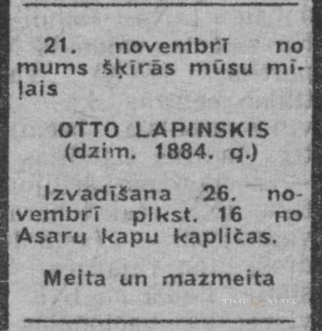 21. novembrī no
mums šķīrās mūsu mī-
ļais
OTTO LAPINSKIS
(dzim. 1884. g.)
Izvadīšana 26. no-
vembrī plkst. 16 no
Asaru kapu kapličas.
Meita un mazmeita